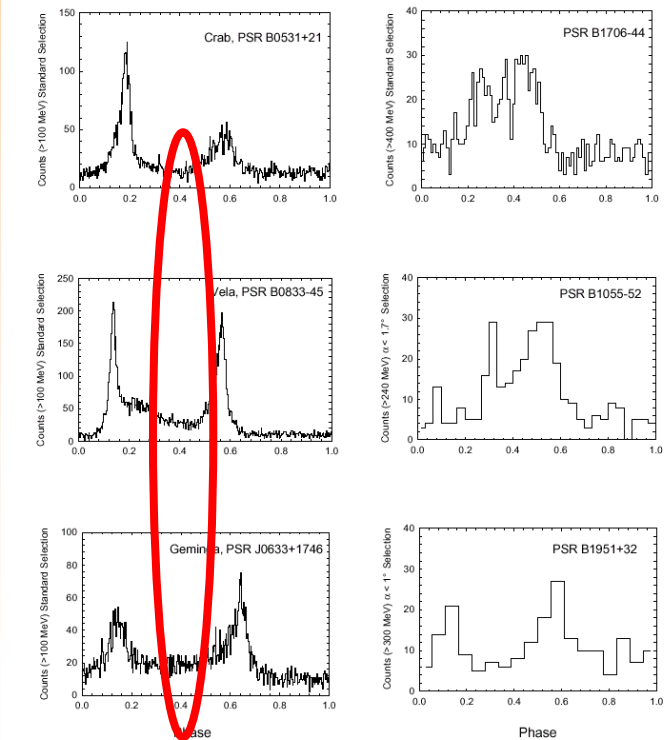 Crab, PSR B0531+21
Counts (>100 MeV) Standard Selection
150
100
50
0
0.0 0.2 0.4 0.6 0.8 1.0
PSR B1706-44
Counts (>400 MeV) Standard Selection
40
30
20
10
0
0.0 0.2 0.4 0.6 0.8 1.0
Vela, PSR B0833-45
Counts (>100 MeV) Standard Selection
250
200
150
100
50
0
0.0 0.2 0.4 0.6 0.8 1.0
PSR B1055-52
Counts (>240 MeV) α < 1.7° Selection
40
30
20
10
0
0.0 0.2 0.4 0.6 0.8 1.0
Geminga, PSR J0633+1746
Counts (>100 MeV) Standard Selection
100
80
60
40
20
0
0.0 0.2 0.4 0.6 0.8 1.0
Phase
PSR B1951+32
Counts (>300 MeV) α < 1° Selection
40
30
20
10
0
0.0 0.2 0.4 0.6 0.8 1.0
Phase